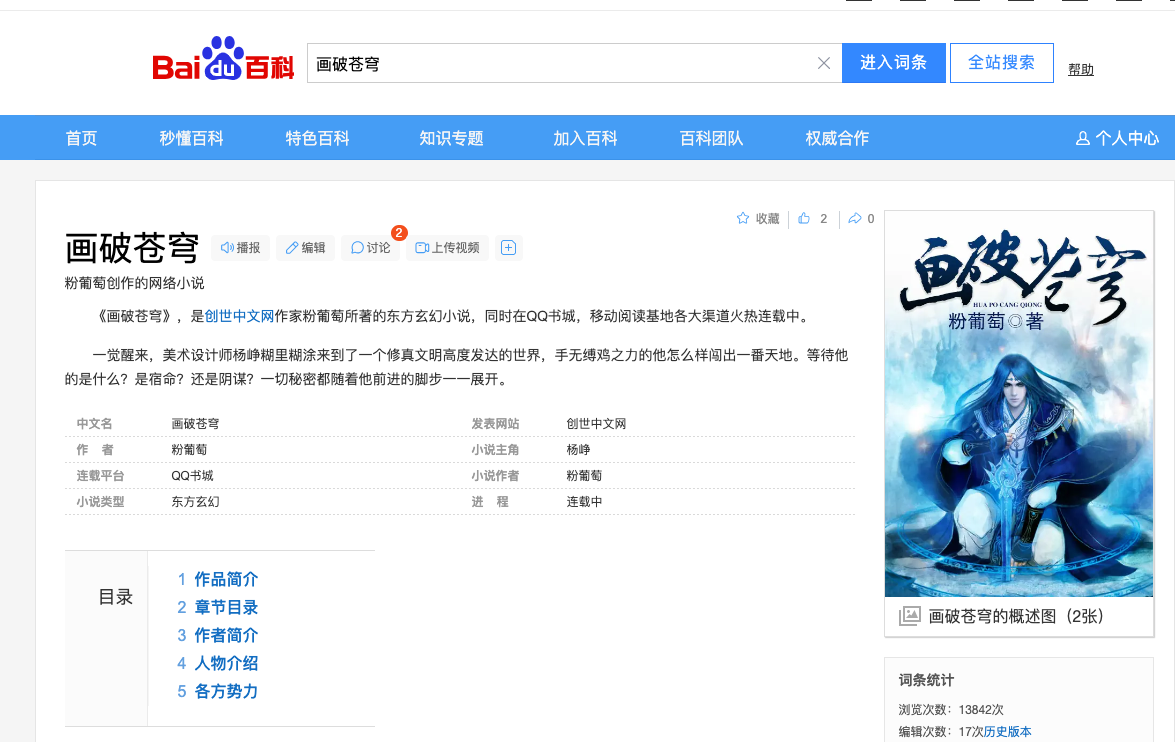 Baidu百科
画破苍穹
进入词条
全站搜索
帮助
首页
秒懂百科
特色百科
知识专题
加入百科
百科团队
权威合作
个人中心
收藏
2
0
画破苍穹
播报
编辑
讨论
2
上传视频
粉葡萄创作的网络小说
《画破苍穹》，是创世中文网作家粉葡萄所著的东方玄幻小说，同时在QQ书城，移动阅读基地各大渠道火热连载中。
一觉醒来，美术设计师杨峥糊里糊涂来到了一个修真文明高度发达的世界，手无缚鸡之力的他怎么样闯出一番天地。等待他
的是什么？是宿命？还是阴谋？一切秘密都随着他前进的脚步一一展开。
中文名 画破苍穹 发表网站 创世中文网
作 者 粉葡萄 小说主角 杨峥
连载平台 QQ书城 小说作者 粉葡萄
小说类型 东方玄幻 进 程 连载中
目录
1 作品简介
2 章节目录
3 作者简介
4 人物介绍
5 各方势力
画破苍穹
HUA PO CANG QIONG
粉葡萄◎著
画破苍穹的概述图（2张）
词条统计
浏览次数：13842次
编辑次数：17次历史版本